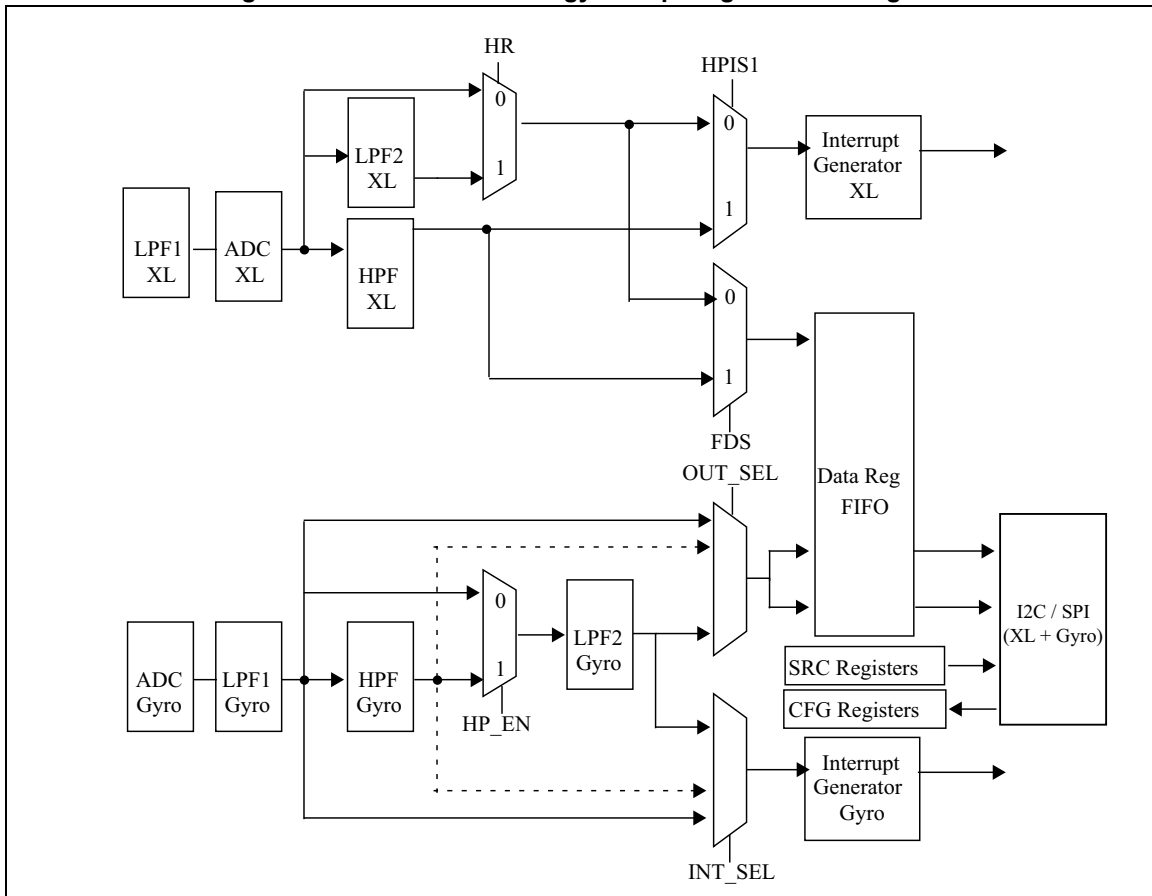 HR
HPIS1
0
0
LPF2
XL
1
Interrupt
Generator
XL
1
LPF1
XL
ADC
XL
HPF
XL
0
1
FDS
OUT_SEL
Data Reg
FIFO
0
1
LPF2
Gyro
I2C / SPI
(XL + Gyro)
ADC
Gyro
LPF1
Gyro
HPF
Gyro
HP_EN
SRC Registers
CFG Registers
Interrupt
Generator
Gyro
INT_SEL